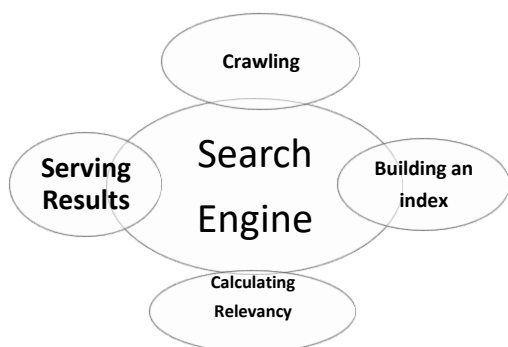 Crawling
Search
Engine
Serving
Results
Building an
index
Calculating
Relevancy